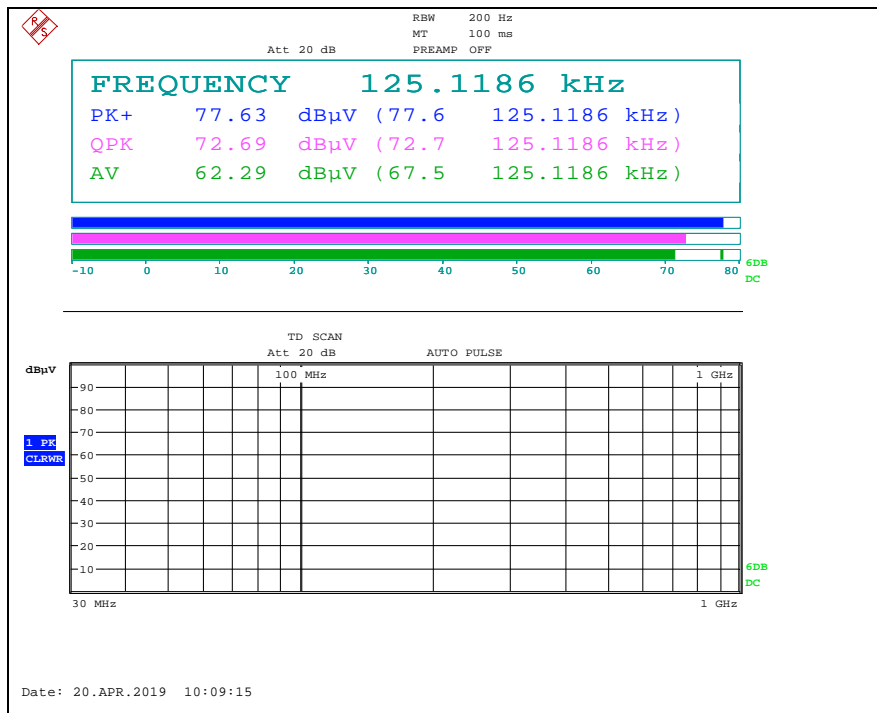 R
S
RBW 200 Hz
MT 100 ms
Att 20 dB PREAMP OFF
FREQUENCY 125.1186 kHz
PK+ 77.63 dBµV (77.6 125.1186 kHz)
QPK 72.69 dBµV (72.7 125.1186 kHz)
AV 62.29 dBµV (67.5 125.1186 kHz)
-10 0 10 20 30 40 50 60 70 80
6DB
DC
TD SCAN
Att 20 dB AUTO PULSE
dBµV
100 MHz 1 GHz
90
80
70
1 PK
CLRWR
60
50
40
30
20
10
6DB
DC
30 MHz 1 GHz
Date: 20.APR.2019 10:09:15